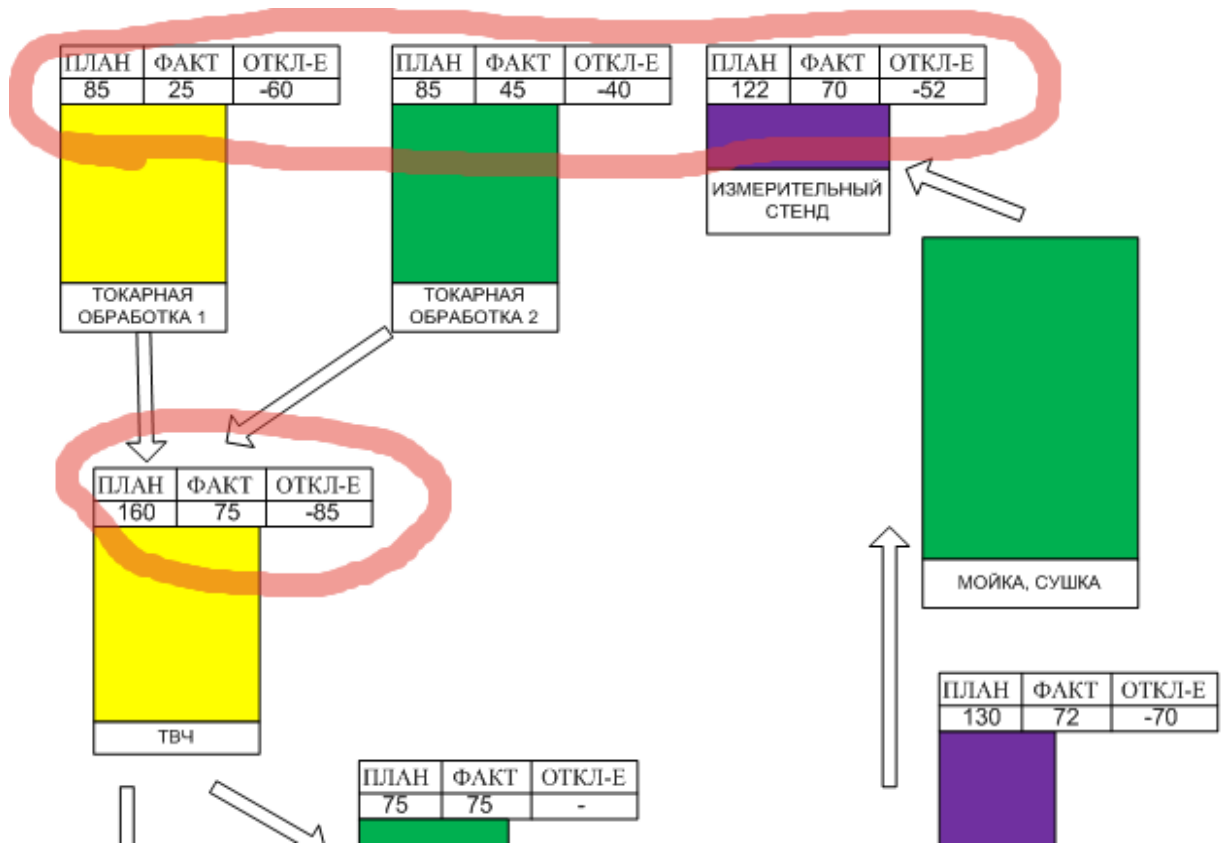 ПЛАН ФАКТ ОТКЛ-Е
85 25 -60
ТОКАРНАЯ
ОБРАБОТКА 1
ПЛАН ФАКТ ОТКЛ-Е
85 45 -40
ТОКАРНАЯ
ОБРАБОТКА 2
ПЛАН ФАКТ ОТКЛ-Е
122 70 -52
ИЗМЕРИТЕЛЬНЫЙ
СТЕНД
ПЛАН ФАКТ ОТКЛ-Е
160 75 -85
ТВЧ
МОЙКА, СУШКА
ПЛАН ФАКТ ОТКЛ-Е
130 72 -70
ПЛАН ФАКТ ОТКЛ-Е
75 75 -